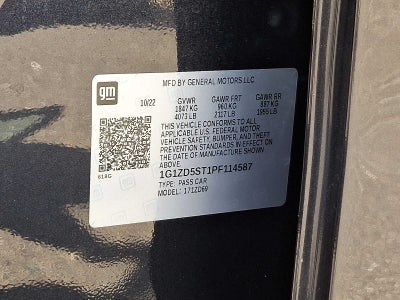 gm
MFD BY GENERAL MOTORS LLC
10/22 GVWR GAWR FRT GAWR RR
1847 KG 960 KG 887 KG
4073 LB 2117 LB 1955 LB
THIS VEHICLE CONFORMS TO ALL
APPLICABLE U.S. FEDERAL MOTOR
VEHICLE SAFETY, BUMPER, AND THEFT
PREVENTION STANDARDS IN EFFECT ON
THE DATE OF MANUFACTURE SHOWN
ABOVE.
1G1ZD5ST1PF114587
TYPE: PASS CAR
MODEL: 1Z